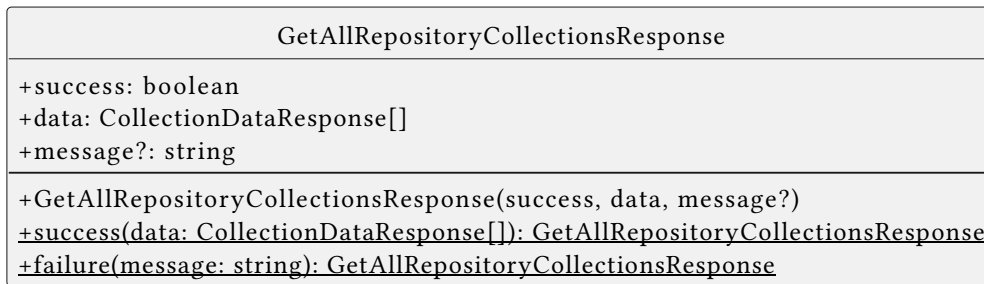 GetAllRepositoryCollectionsResponse
+success: boolean
+data: CollectionDataResponse[]
+message?: string
+GetAllRepositoryCollectionsResponse(success, data, message?)
+success(data: CollectionDataResponse[]): GetAllRepositoryCollectionsResponse
+failure(message: string): GetAllRepositoryCollectionsResponse